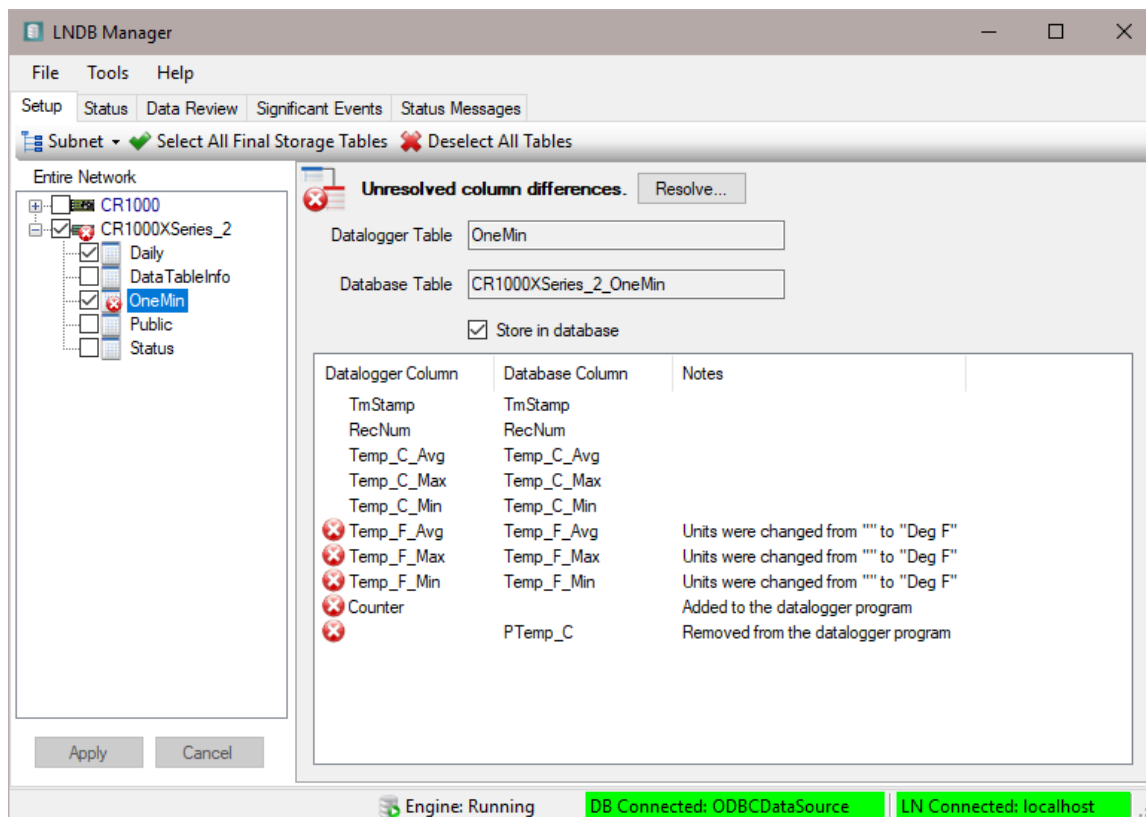 LNDB Manager
File Tools Help
Setup Status Data Review Significant Events Status Messages
Subnet Select All Final Storage Tables Deselect All Tables
Entire Network
CR1000
CR1000XSeries_2
Daily
DataTableInfo
OneMin
Public
Status
Apply Cancel
Unresolved column differences. Resolve...
Datalogger Table OneMin
Database Table CR1000XSeries_2_OneMin
Store in database
Datalogger Column Database Column Notes
TmStamp TmStamp
RecNum RecNum
Temp_C_Avg Temp_C_Avg
Temp_C_Max Temp_C_Max
Temp_C_Min Temp_C_Min
Temp_F_Avg Temp_F_Avg Units were changed from "" to "Deg F"
Temp_F_Max Temp_F_Max Units were changed from "" to "Deg F"
Temp_F_Min Temp_F_Min Units were changed from "" to "Deg F"
Counter Added to the datalogger program
PTemp_C Removed from the datalogger program
Engine: Running DB Connected: ODBCDataSource LN Connected: localhost